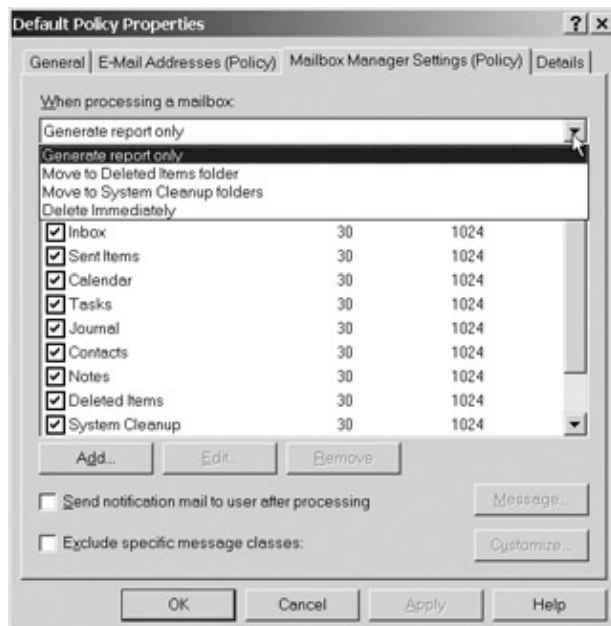 Default Policy Properties ? ×
General E-Mail Addresses (Policy) Mailbox Manager Settings (Policy) Details
When processing a mailbox:
Generate report only
Generate report only
Move to Deleted Items folder
Move to System Cleanup folders
Delete Immediately
Inbox 30 1024
Sent Items 30 1024
Calendar 30 1024
Tasks 30 1024
Journal 30 1024
Contacts 30 1024
Notes 30 1024
Deleted Items 30 1024
System Cleanup 30 1024
Add... Edit... Remove
Send notification mail to user after processing Message...
Exclude specific message classes: Customize...
OK Cancel Apply Help